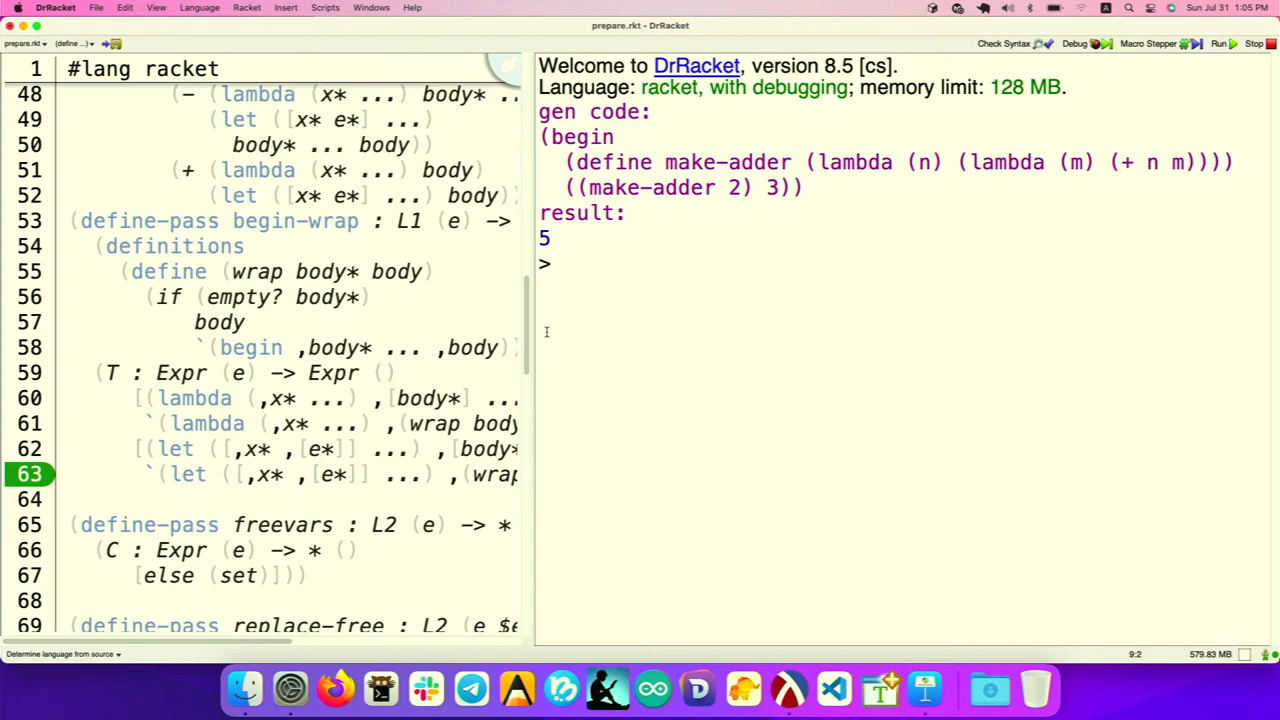 DrRacket File Edit View Language Racket Insert Scripts Windows Help
Sun Jul 31 1:05 PM
prepare.rkt - DrRacket
prepare.rkt (define ...)
Check Syntax Debug Macro Stepper Run Stop
1 #lang racket
48 (- (lambda (x* ...) body* ..
49 (let ([x* e*] ...)
50 body* ... body))
51 (+ (lambda (x* ...) body)
52 (let ([x* e*] ...) body))
53 (define-pass begin-wrap : L1 (e) ->
54 (definitions
55 (define (wrap body* body)
56 (if (empty? body*)
57 body
58 `(begin ,body* ... ,body))
59 (T : Expr (e) -> Expr ()
60 [(lambda (,x* ...) ,[body*] ...
61 `(lambda (,x* ...) ,(wrap body
62 [(let ([,x* ,[e*]] ...) ,[body*
63 `(let ([,x* ,[e*]] ...) ,(wrap
64
65 (define-pass freevars : L2 (e) -> *
66 (C : Expr (e) -> * ()
67 [else (set)]))
68
69 (define-pass replace-free : L2 (e $e
Welcome to DrRacket, version 8.5 [cs].
Language: racket, with debugging; memory limit: 128 MB.
gen code:
(begin
(define make-adder (lambda (n) (lambda (m) (+ n m))))
((make-adder 2) 3))
result:
5
>
Determine language from source
9:2
579.83 MB